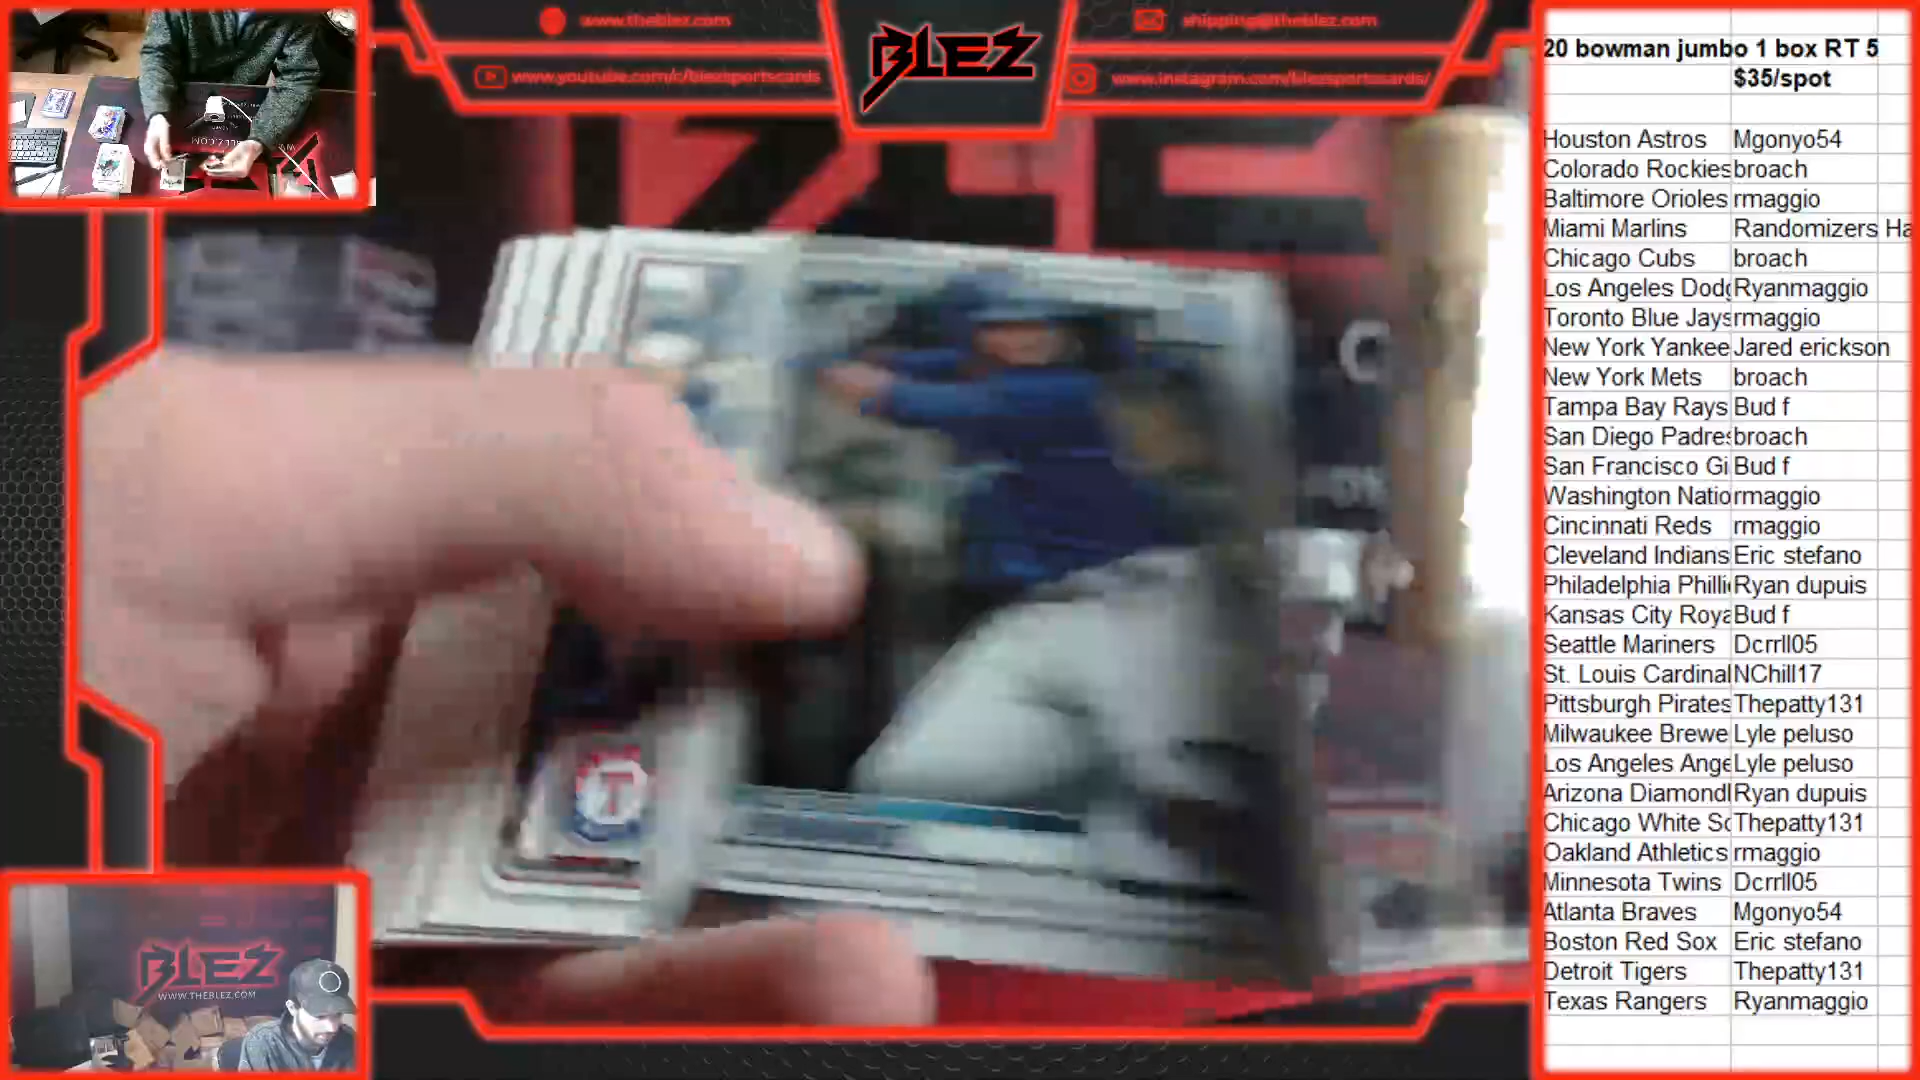 www.theblez.com
www.youtube.com/c/blezsportscards
BLEZ
shipping@theblez.com
www.instagram.com/blezsportscards/
20 bowman jumbo 1 box RT 5
$35/spot
Houston Astros Mgonyo54
Colorado Rockies broach
Baltimore Orioles rmaggio
Miami Marlins Randomizers Ha
Chicago Cubs broach
Los Angeles Dodg Ryanmaggio
Toronto Blue Jays rmaggio
New York Yankee Jared erickson
New York Mets broach
Tampa Bay Rays Bud f
San Diego Padres broach
San Francisco Gi Bud f
Washington Natio rmaggio
Cincinnati Reds rmaggio
Cleveland Indians Eric stefano
Philadelphia Phillie Ryan dupuis
Kansas City Roya Bud f
Seattle Mariners Dcrrll05
St. Louis Cardinal NChill17
Pittsburgh Pirates Thepatty131
Milwaukee Brewe Lyle peluso
Los Angeles Ange Lyle peluso
Arizona Diamond Ryan dupuis
Chicago White So Thepatty131
Oakland Athletics rmaggio
Minnesota Twins Dcrrll05
Atlanta Braves Mgonyo54
Boston Red Sox Eric stefano
Detroit Tigers Thepatty131
Texas Rangers Ryanmaggio
T
BLEZ
WWW.THEBLEZ.COM